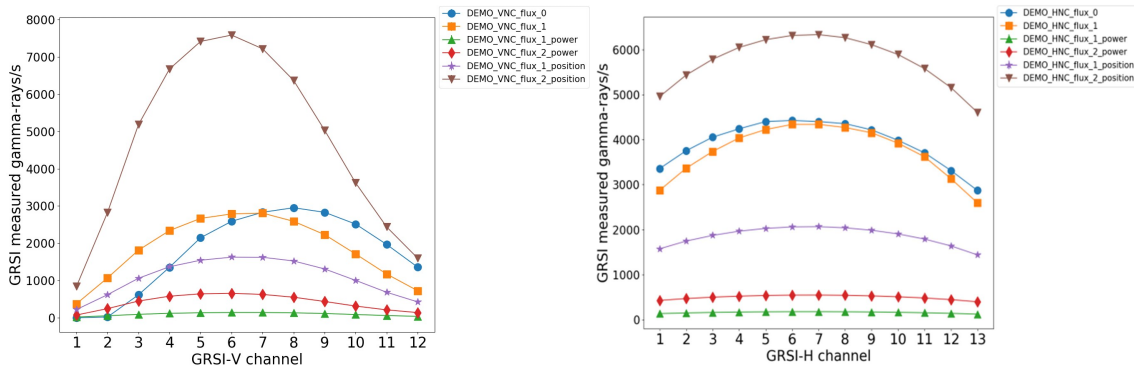 8000
7000
6000
5000
4000
3000
2000
1000
0
GRSI measured gamma-rays/s
1 2 3 4 5 6 7 8 9 10 11 12
GRSI-V channel
DEMO_VNC_flux_0
DEMO_VNC_flux_1
DEMO_VNC_flux_1_power
DEMO_VNC_flux_2_power
DEMO_VNC_flux_1_position
DEMO_VNC_flux_2_position
6000
5000
4000
3000
2000
1000
0
GRSI measured gamma-rays/s
1 2 3 4 5 6 7 8 9 10 11 12 13
GRSI-H channel
DEMO_HNC_flux_0
DEMO_HNC_flux_1
DEMO_HNC_flux_1_power
DEMO_HNC_flux_2_power
DEMO_HNC_flux_1_position
DEMO_HNC_flux_2_position